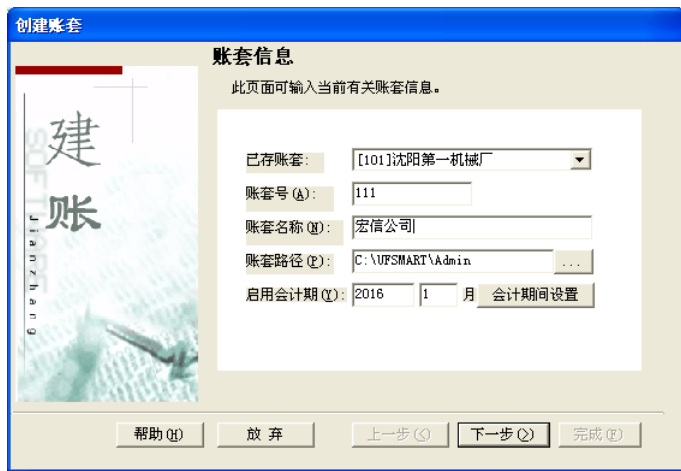 创建账套
账套信息
此页面可输入当前有关账套信息。
建
账
Jianzhang
已存账套: [101]沈阳第一机械厂
账套号(A): 111
账套名称(N): 宏信公司
账套路径(P): C:\UFSMART\Admin ...
启用会计期(Y): 2016 1 月 会计期间设置
帮助(H) 放 弃 上一步(<) 下一步(>) 完成(F)